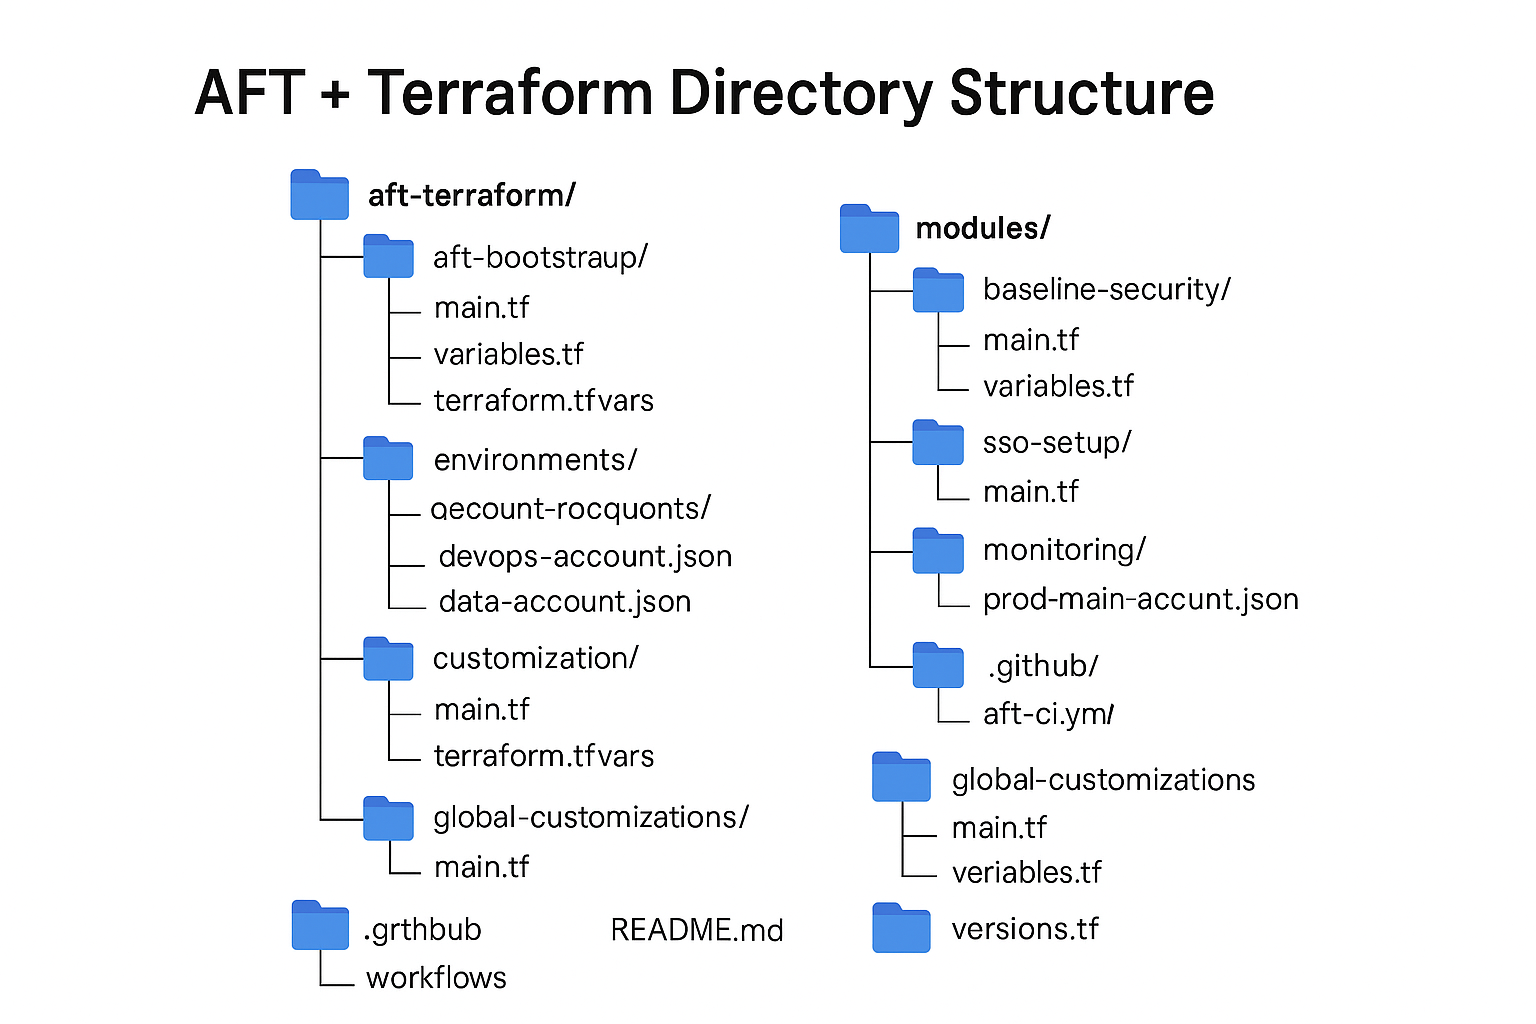 AFT + Terraform Directory Structure
aft-terraform/
aft-bootstraup/
main.tf
variables.tf
terraform.tfvars
environments/
qecount-rocquonts/
devops-account.json
data-account.json
customization/
main.tf
terraform.tfvars
global-customizations/
main.tf
.grthbub
workflows
README.md
modules/
baseline-security/
main.tf
variables.tf
sso-setup/
main.tf
monitoring/
prod-main-accunt.json
.github/
aft-ci.ym/
global-customizations
main.tf
veriables.tf
versions.tf